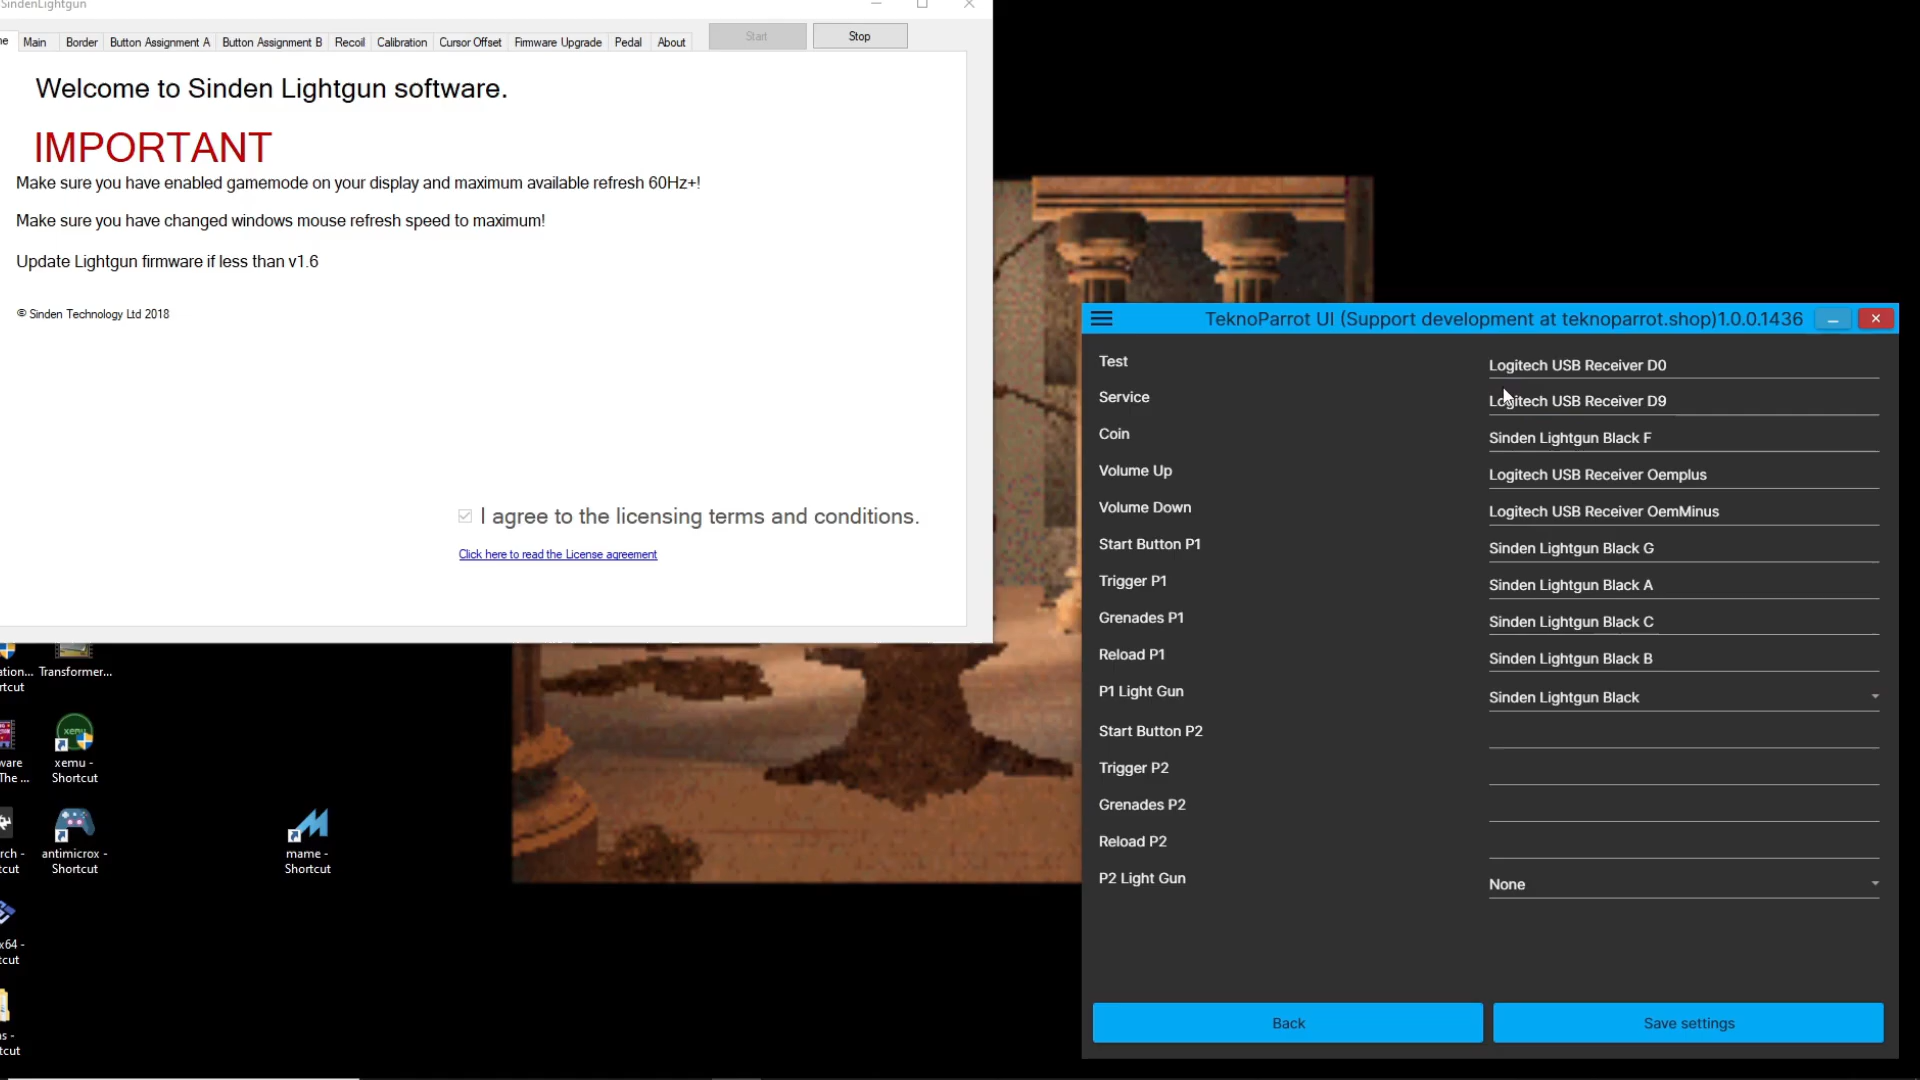 SindenLightgun
Main
Border
Button Assignment A
Button Assignment B
Recoil
Calibration
Cursor Offset
Firmware Upgrade
Pedal
About
Start
Stop
Welcome to Sinden Lightgun software.
IMPORTANT
Make sure you have enabled gamemode on your display and maximum available refresh 60Hz+!
Make sure you have changed windows mouse refresh speed to maximum!
Update Lightgun firmware if less than v1.6
© Sinden Technology Ltd 2018
I agree to the licensing terms and conditions.
Click here to read the License agreement
TeknoParrot UI (Support development at teknoparrot.shop)1.0.0.1436
Test
Logitech USB Receiver D0
Service
Logitech USB Receiver D9
Coin
Sinden Lightgun Black F
Volume Up
Logitech USB Receiver Oemplus
Volume Down
Logitech USB Receiver OemMinus
Start Button P1
Sinden Lightgun Black G
Trigger P1
Sinden Lightgun Black A
Grenades P1
Sinden Lightgun Black C
Reload P1
Sinden Lightgun Black B
P1 Light Gun
Sinden Lightgun Black
Start Button P2
Trigger P2
Grenades P2
Reload P2
P2 Light Gun
None
Back
Save settings
Transformer...
xemu -
Shortcut
antimicrox -
Shortcut
mame -
Shortcut